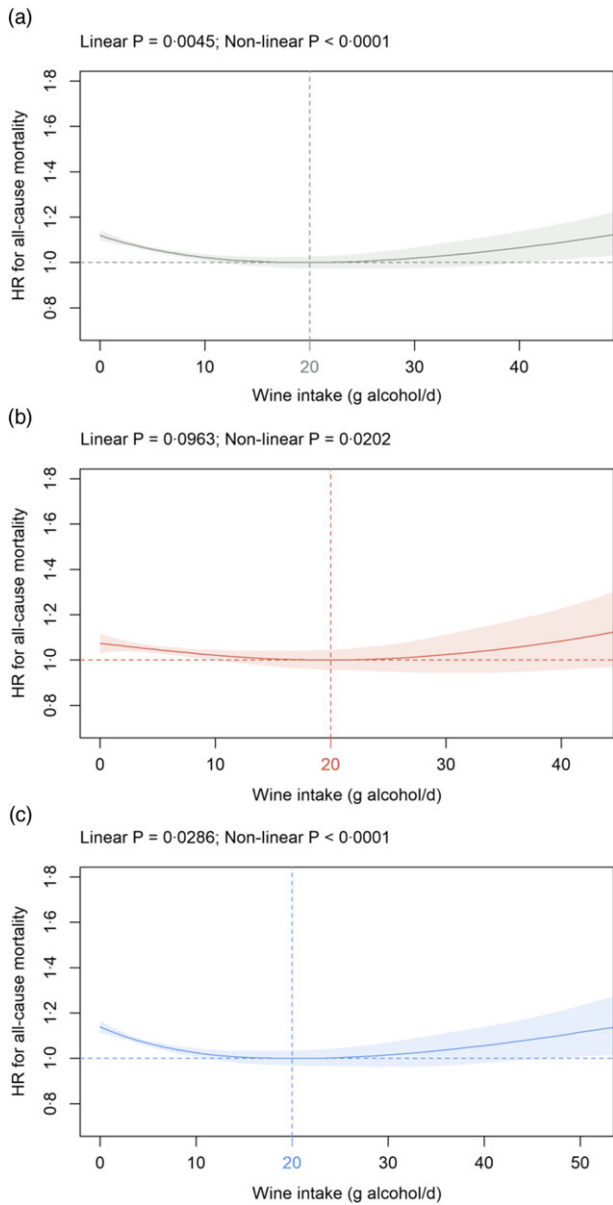 (a)
Linear P = 0·0045; Non-linear P < 0·0001
HR for all-cause mortality
1·8
1·6
1·4
1·2
1·0
0·8
0 10 20 30 40
Wine intake (g alcohol/d)
(b)
Linear P = 0·0963; Non-linear P = 0·0202
HR for all-cause mortality
1·8
1·6
1·4
1·2
1·0
0·8
0 10 20 30 40
Wine intake (g alcohol/d)
(c)
Linear P = 0·0286; Non-linear P < 0·0001
HR for all-cause mortality
1·8
1·6
1·4
1·2
1·0
0·8
0 10 20 30 40 50
Wine intake (g alcohol/d)